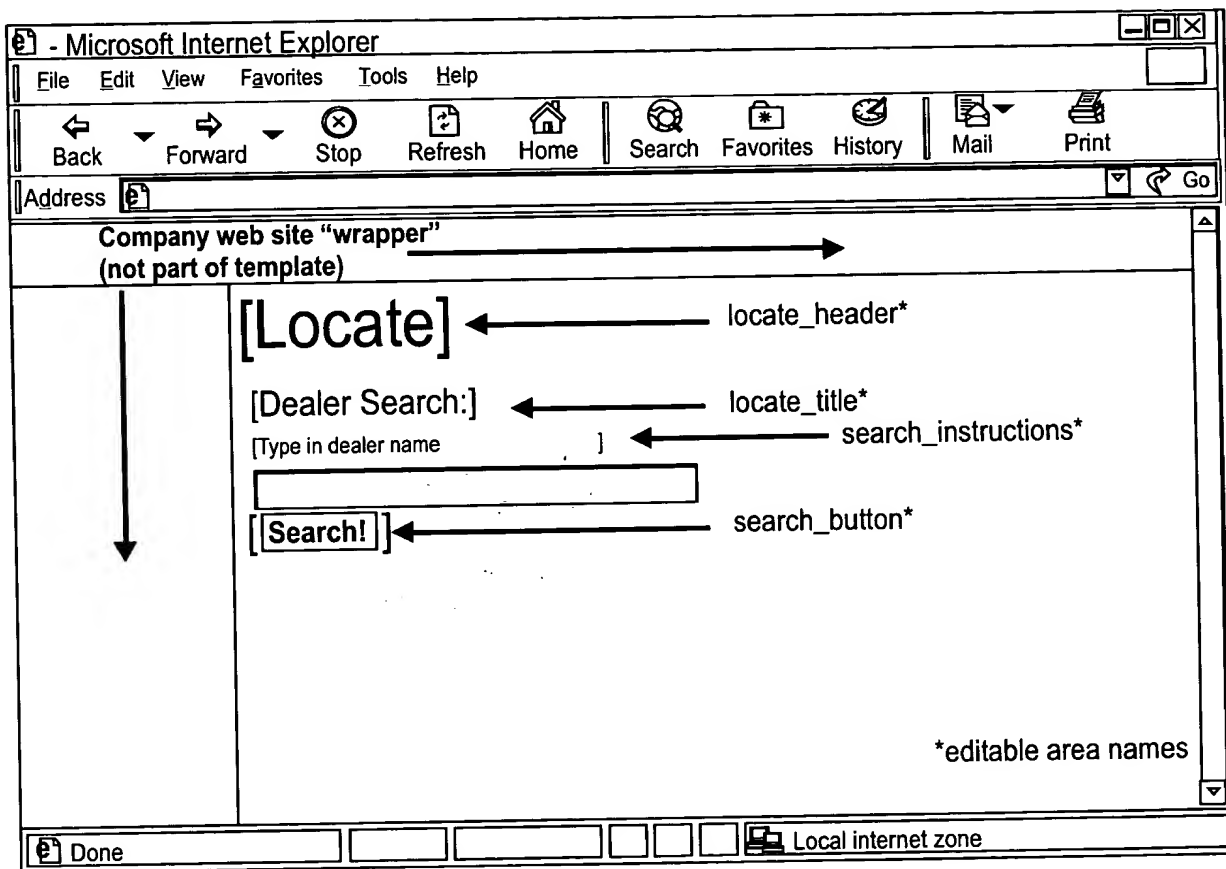 - Microsoft Internet Explorer
File Edit View Favorites Tools Help
Back Forward Stop Refresh Home Search Favorites History Mail Print
Address Go
Company web site “wrapper”
(not part of template)
[Locate] locate_header*
[Dealer Search:] locate_title*
[Type in dealer name ] search_instructions*
[Search!] search_button*
*editable area names
Done Local internet zone